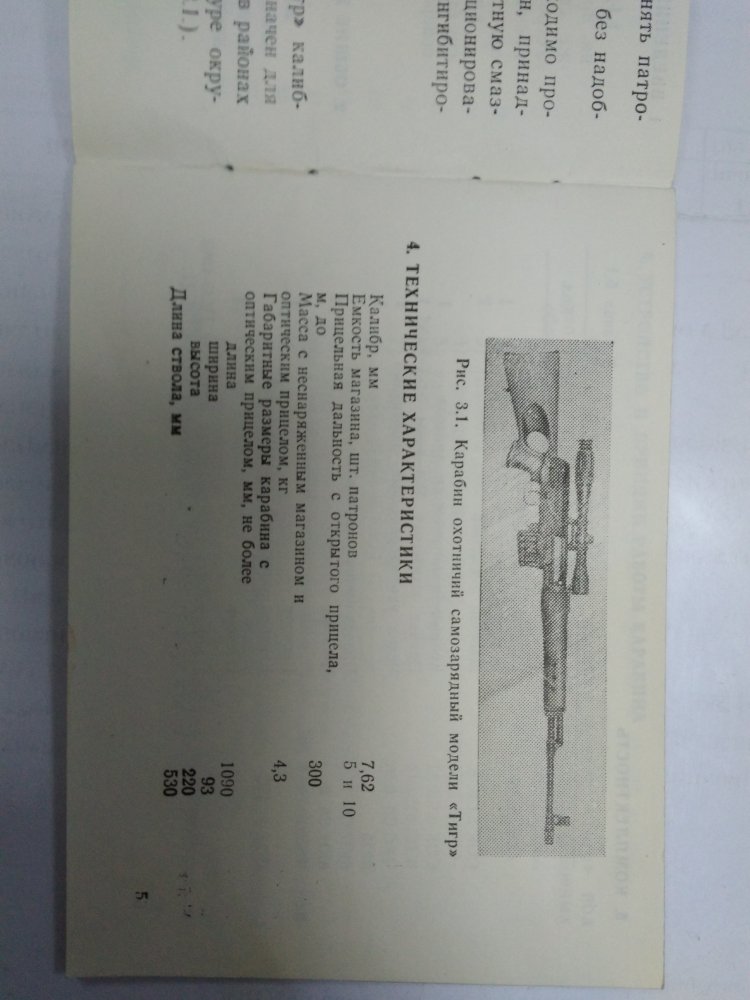 нять патро-
без надоб-
одимо про-
н, принад-
тную смаз-
ционирова-
нгибитиро-
гр» калиб-
начен для
в районах
уре окру-
.1.).
Рис. 3.1. Карабин охотничий самозарядный модели «Тигр»
4. ТЕХНИЧЕСКИЕ ХАРАКТЕРИСТИКИ
Калибр, мм 7,62
Емкость магазина, шт. патронов 5 и 10
Прицельная дальность с открытого прицела,
м, до 300
Масса с неснаряженным магазином и
оптическим прицелом, кг 4,3
Габаритные размеры карабина с
оптическим прицелом, мм, не более
длина 1090
ширина 93
высота 220
Длина ствола, мм 530
5